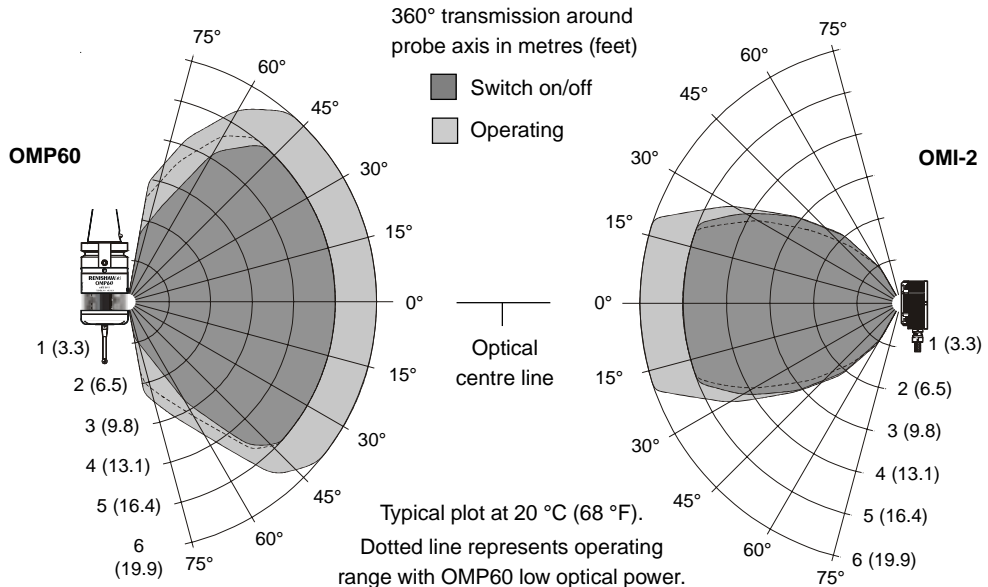 360° transmission around
probe axis in metres (feet)
Switch on/off
Operating
OMP60
75°
60°
45°
30°
15°
0°
15°
30°
45°
60°
75°
RENISHAW
OMP60
1 (3.3)
2 (6.5)
3 (9.8)
4 (13.1)
5 (16.4)
6
(19.9)
Optical
centre line
OMI-2
75°
60°
45°
30°
15°
0°
15°
30°
45°
60°
75°
1 (3.3)
2 (6.5)
3 (9.8)
4 (13.1)
5 (16.4)
6 (19.9)
Typical plot at 20 °C (68 °F).
Dotted line represents operating
range with OMP60 low optical power.